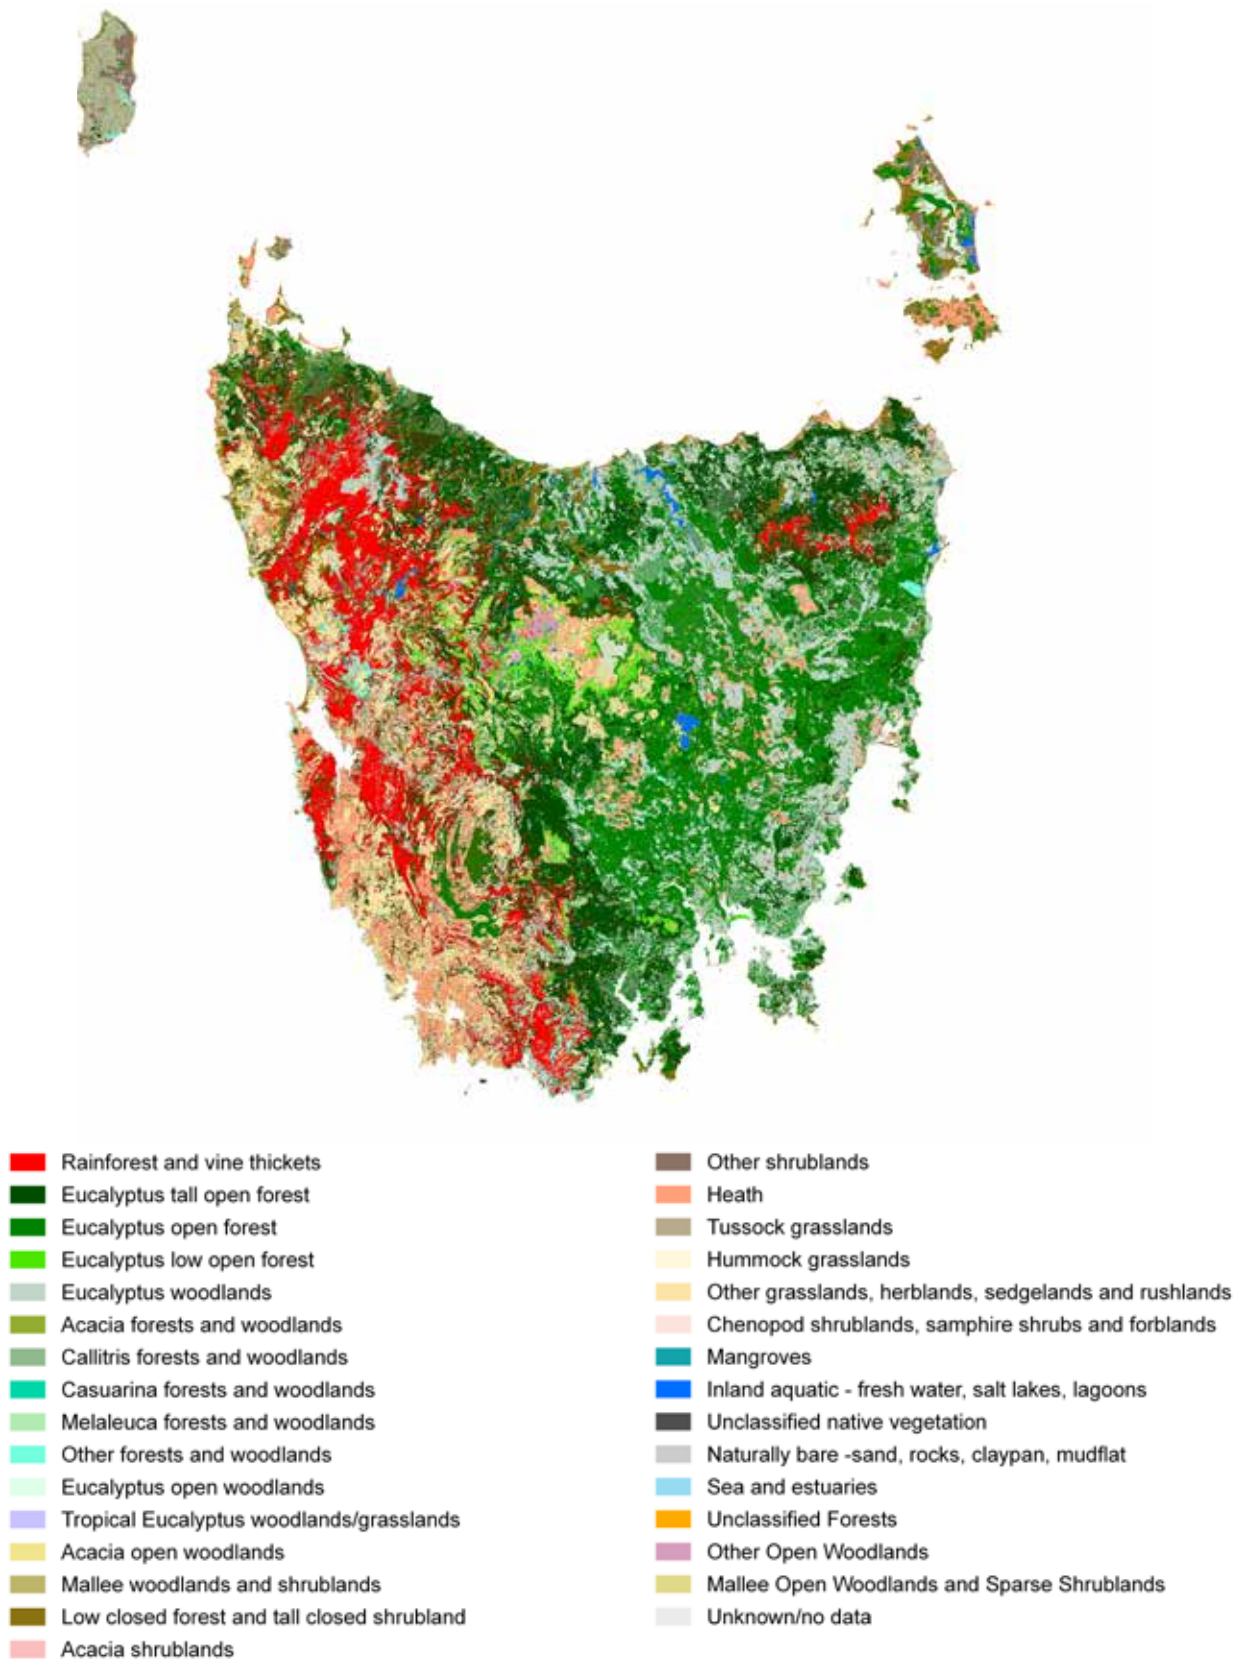 Rainforest and vine thickets
Eucalyptus tall open forest
Eucalyptus open forest
Eucalyptus low open forest
Eucalyptus woodlands
Acacia forests and woodlands
Callitris forests and woodlands
Casuarina forests and woodlands
Melaleuca forests and woodlands
Other forests and woodlands
Eucalyptus open woodlands
Tropical Eucalyptus woodlands/grasslands
Acacia open woodlands
Mallee woodlands and shrublands
Low closed forest and tall closed shrubland
Acacia shrublands
Other shrublands
Heath
Tussock grasslands
Hummock grasslands
Other grasslands, herblands, sedgelands and rushlands
Chenopod shrublands, samphire shrubs and forblands
Mangroves
Inland aquatic - fresh water, salt lakes, lagoons
Unclassified native vegetation
Naturally bare -sand, rocks, claypan, mudflat
Sea and estuaries
Unclassified Forests
Other Open Woodlands
Mallee Open Woodlands and Sparse Shrublands
Unknown/no data